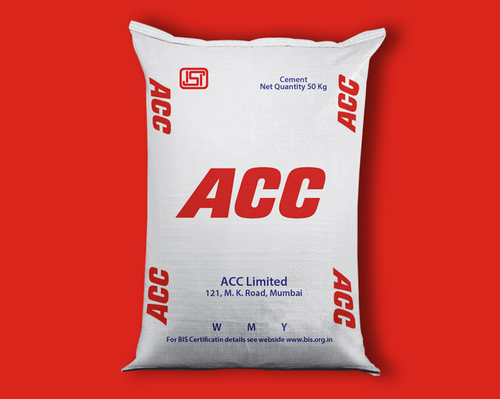 ISI
Cement
Net Quantity 50 Kg
ACC
ACC
ACC
ACC Limited
121, M. K. Road, Mumbai
ACC
ACC
W M Y
For BIS Certificatin details see webside www.bis.org.in